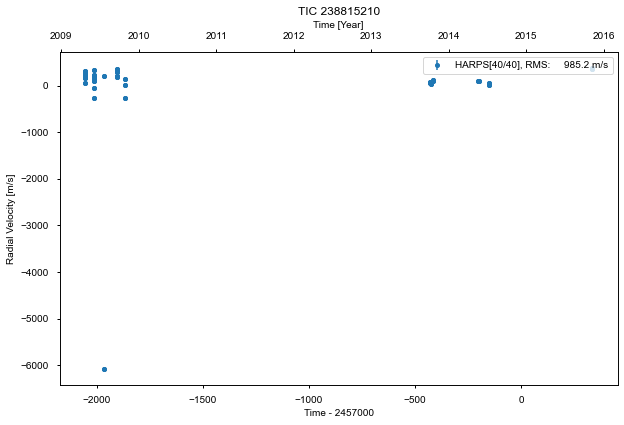 TIC 238815210
Time [Year]
2009 2010 2011 2012 2013 2014 2015 2016
HARPS[40/40], RMS: 985.2 m/s
Radial Velocity [m/s]
0
−1000
−2000
−3000
−4000
−5000
−6000
−2000 −1500 −1000 −500 0
Time - 2457000